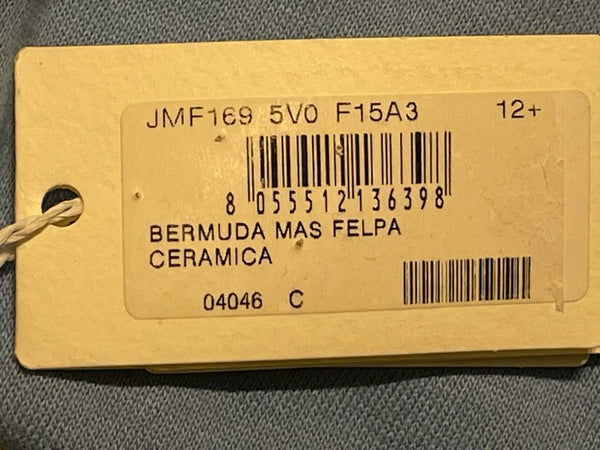 JMF169 5V0 F15A3 12+
8 055512 136398
BERMUDA MAS FELPA
CERAMICA
04046 C